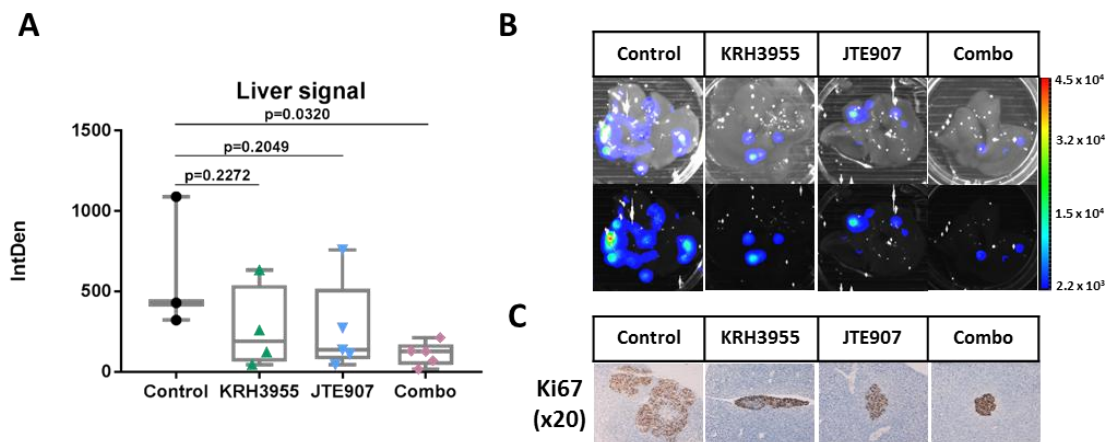 A
Liver signal
p=0.0320
p=0.2049
p=0.2272
1500
1000
500
0
IntDen
Control KRH3955 JTE907 Combo
B
Control KRH3955 JTE907 Combo
4.5 x 10⁴
3.2 x 10⁴
1.5 x 10⁴
2.2 x 10³
C
Control KRH3955 JTE907 Combo
Ki67
(x20)